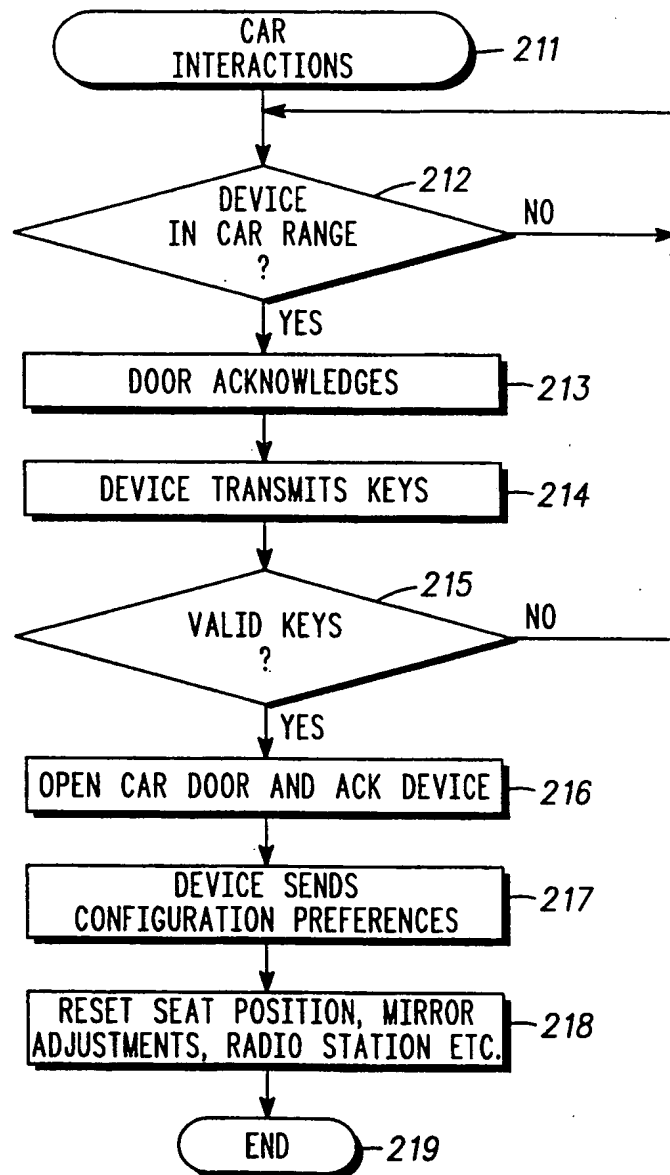 CAR
INTERACTIONS
211
212
DEVICE
IN CAR RANGE
?
NO
YES
DOOR ACKNOWLEDGES
213
DEVICE TRANSMITS KEYS
214
215
VALID KEYS
?
NO
YES
OPEN CAR DOOR AND ACK DEVICE
216
DEVICE SENDS
CONFIGURATION PREFERENCES
217
RESET SEAT POSITION, MIRROR
ADJUSTMENTS, RADIO STATION ETC.
218
END
219